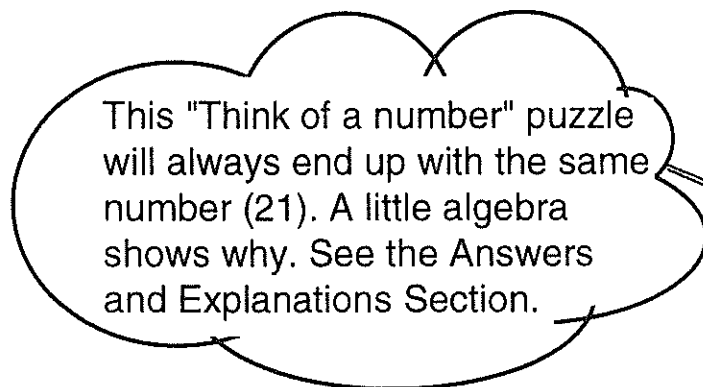 This "Think of a number" puzzle
will always end up with the same
number (21). A little algebra
shows why. See the Answers
and Explanations Section.